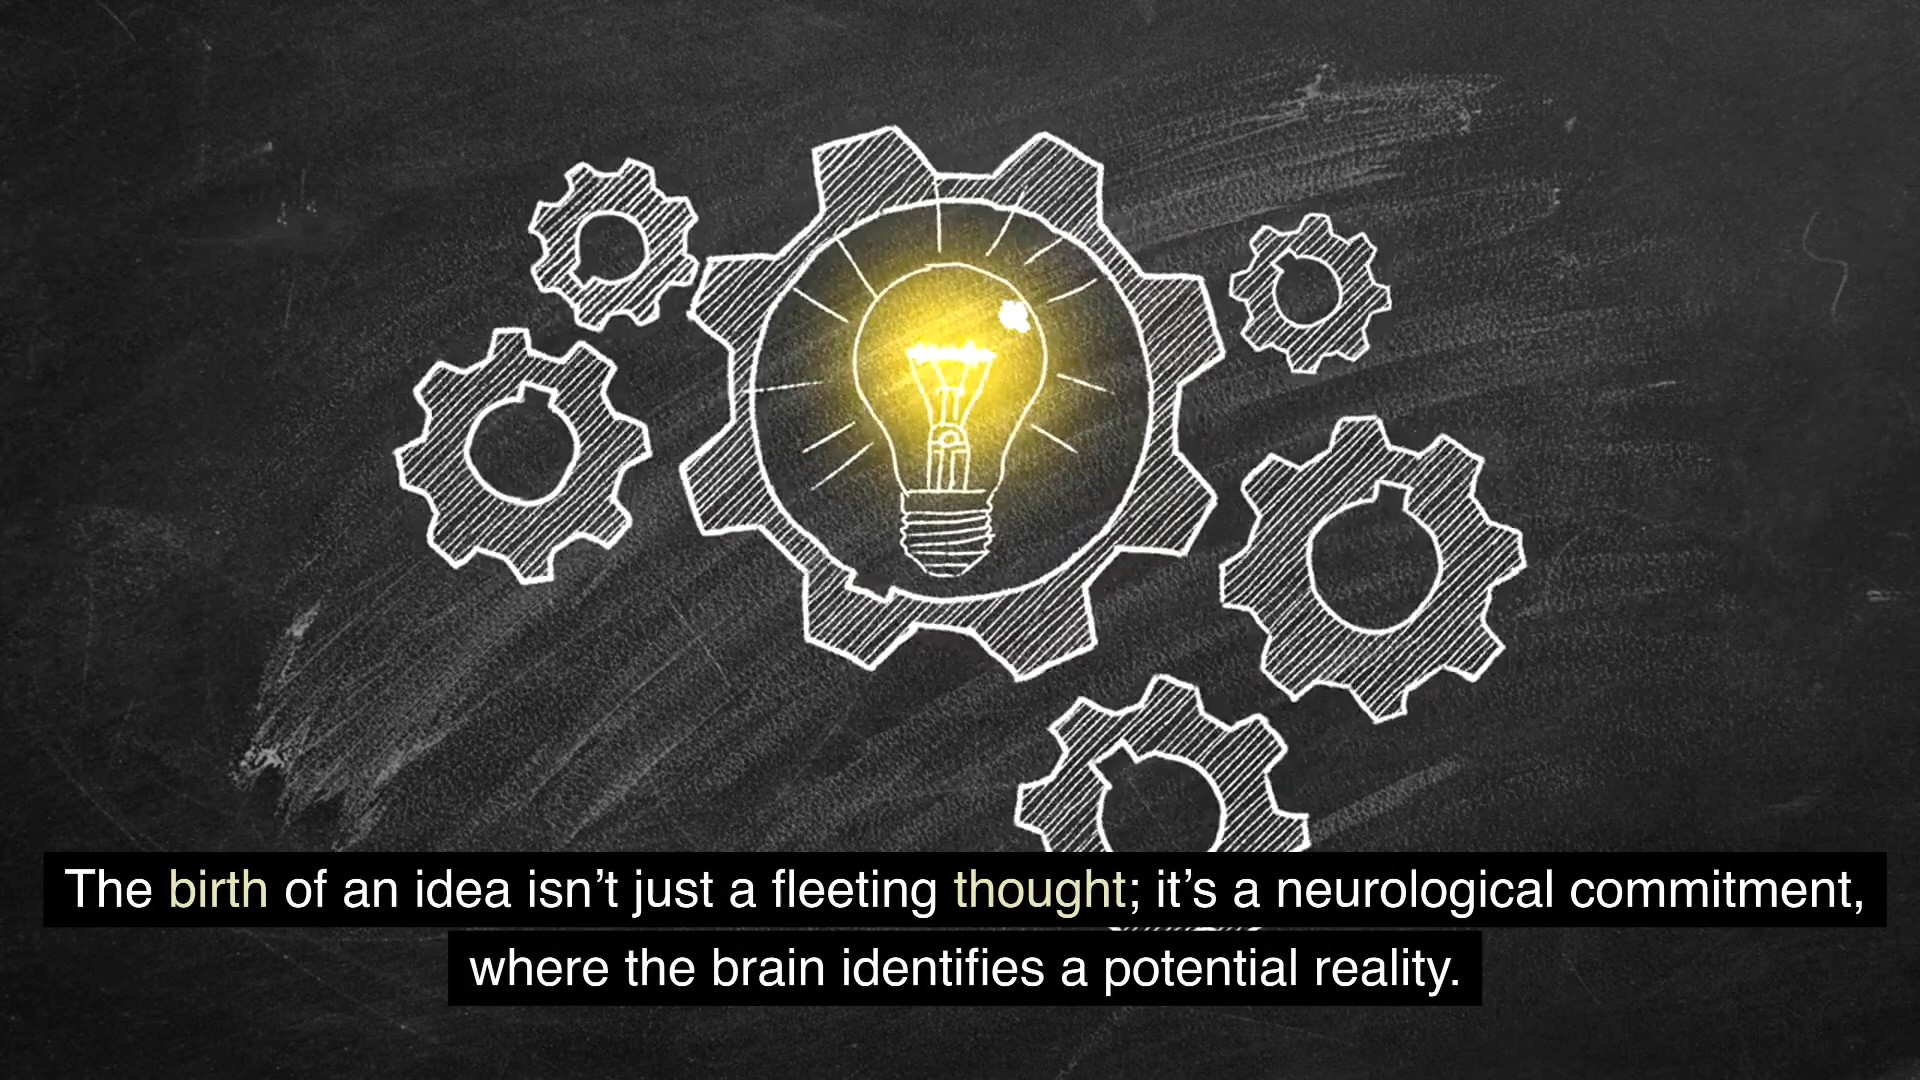 The birth of an idea isn’t just a fleeting thought; it’s a neurological commitment,
where the brain identifies a potential reality.